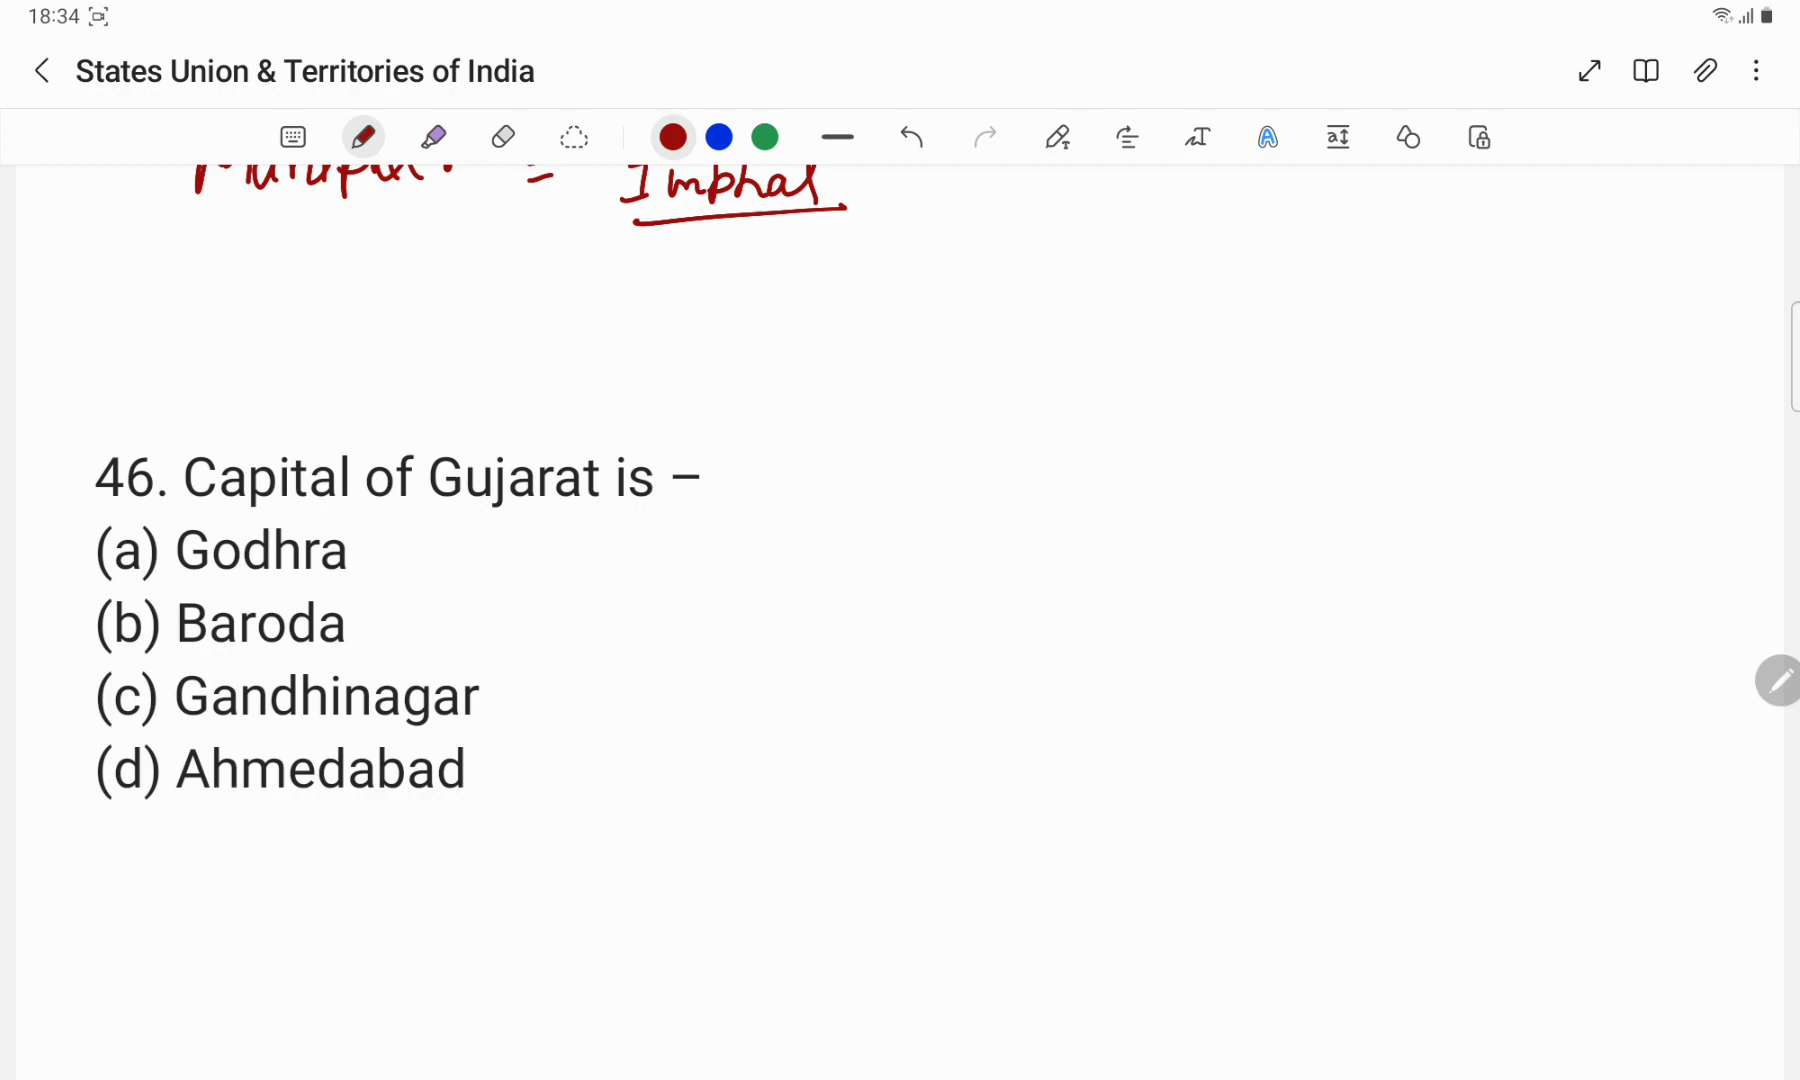 18:34
States Union & Territories of India
= Imphal
46. Capital of Gujarat is –
(a) Godhra
(b) Baroda
(c) Gandhinagar
(d) Ahmedabad